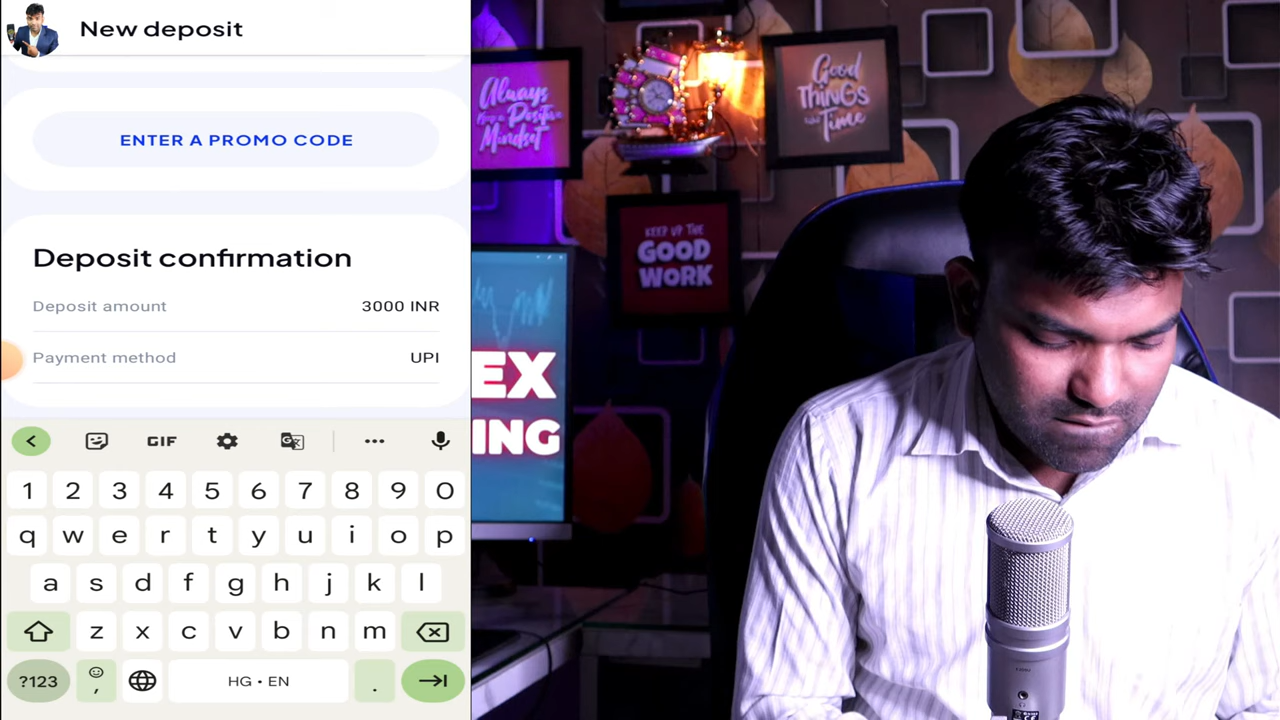 New deposit
ENTER A PROMO CODE
Deposit confirmation
Deposit amount 3000 INR
Payment method UPI
GIF
1 2 3 4 5 6 7 8 9 0
q w e r t y u i o p
a s d f g h j k l
z x c v b n m
?123 , HG • EN .
Always
Positive
Mindset
Good
THiNGS
Time
KEEP UP THE
GOOD
WORK
EX
ING